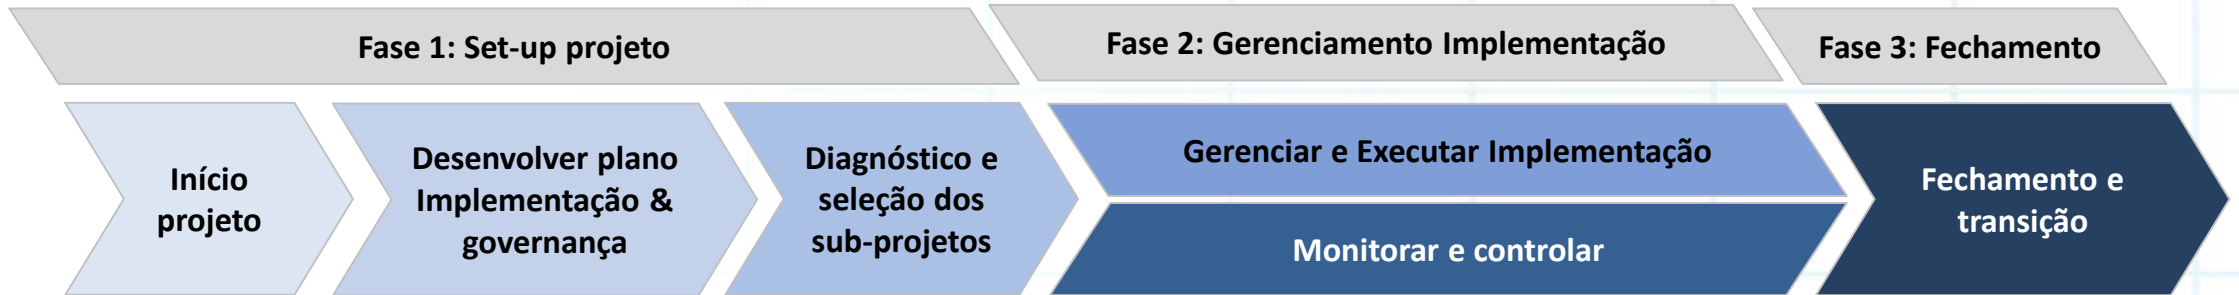 Fase 1: Set-up projeto
Fase 2: Gerenciamento Implementação
Fase 3: Fechamento
Início
projeto
Desenvolver plano
Implementação &
governança
Diagnóstico e
seleção dos
sub-projetos
Gerenciar e Executar Implementação
Monitorar e controlar
Fechamento e
transição